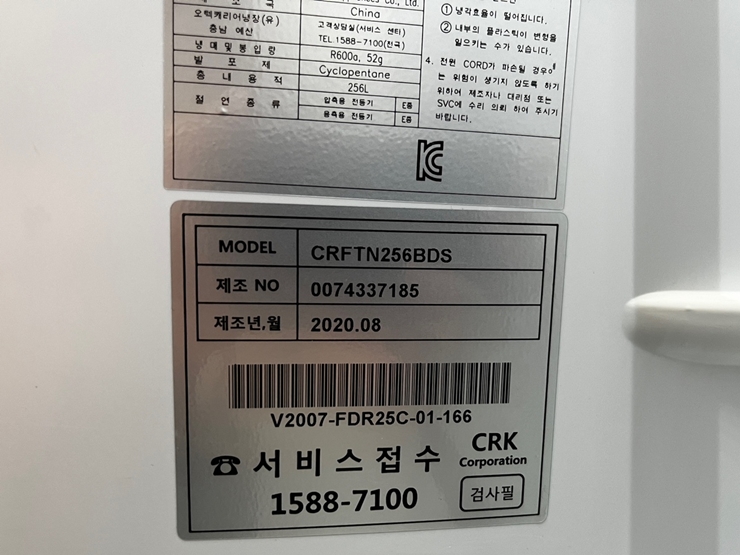 Co., Ltd.
China
오텍캐리어냉장(유)
충남 예산
고객상담실(서비스 센터)
TEL.1588-7100(전국)
냉매 및 봉입량 R600a, 52g
발 포 제 Cyclopentane
총 내 용 적 256L
절 연 종 류 압축용 전동기 E종
용축용 전동기 E종
① 냉각효율이 떨어집니다.
② 내부의 플라스틱이 변형을
일으키는 수가 있습니다.
4. 전원 CORD가 파손될 경우에
는 위험이 생기지 않도록 하기
위하여 제조자나 대리점 또는
SVC에 수리 의뢰 하여 주시기
바랍니다.
MODEL CRFTN256BDS
제조 NO 0074337185
제조년,월 2020.08
V2007-FDR25C-01-166
☎ 서비스접수
1588-7100
CRK
Corporation
검사필